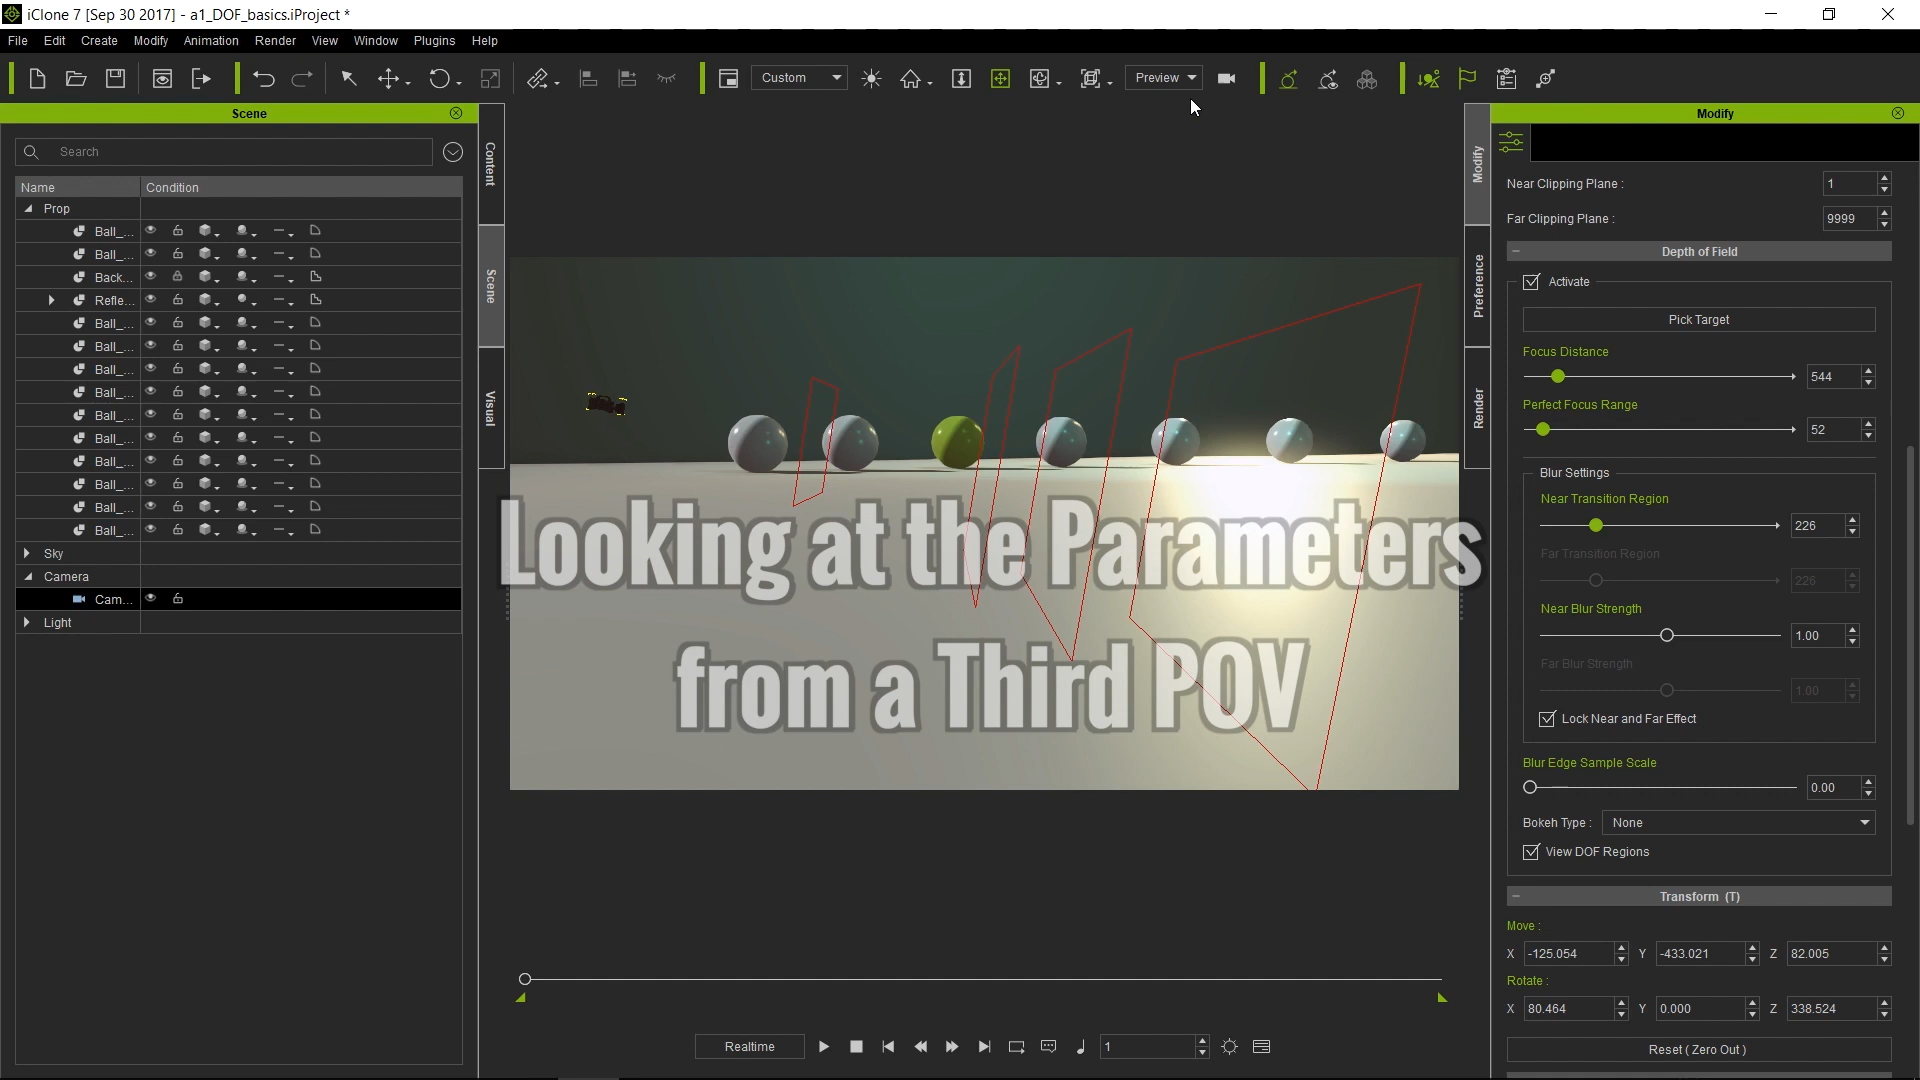 iClone 7 [Sep 30 2017] - a1_DOF_basics.iProject *
File Edit Create Modify Animation Render View Window Plugins Help
Custom Preview
Scene
Search
Name Condition
Prop
Ball_...
Ball_...
Back...
Refle...
Ball_...
Ball_...
Ball_...
Ball_...
Ball_...
Ball_...
Ball_...
Ball_...
Ball_...
Ball_...
Sky
Camera
Cam...
Light
Content
Scene
Visual
Looking at the Parameters
from a Third POV
Realtime 1
Modify
Preference
Render
Modify
Near Clipping Plane : 1
Far Clipping Plane : 9999
Depth of Field
Activate
Pick Target
Focus Distance
544
Perfect Focus Range
52
Blur Settings
Near Transition Region
226
Far Transition Region
226
Near Blur Strength
1.00
Far Blur Strength
1.00
Lock Near and Far Effect
Blur Edge Sample Scale
0.00
Bokeh Type : None
View DOF Regions
Transform (T)
Move :
X -125.054 Y -433.021 Z 82.005
Rotate :
X 80.464 Y 0.000 Z 338.524
Reset ( Zero Out )